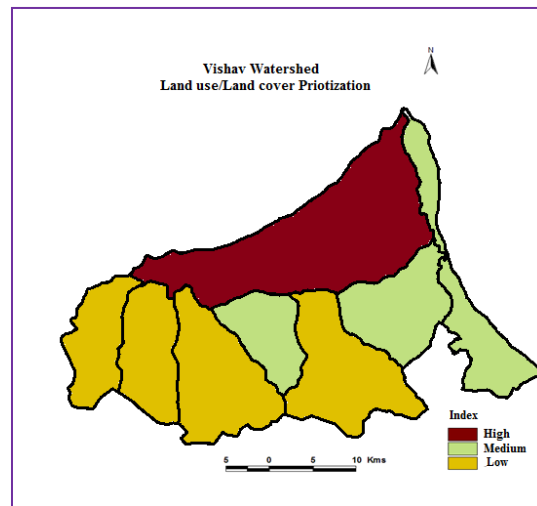 N
Vishav Watershed
Land use/Land cover Priotization
Index
High
Medium
Low
5 0 5 10 Kms